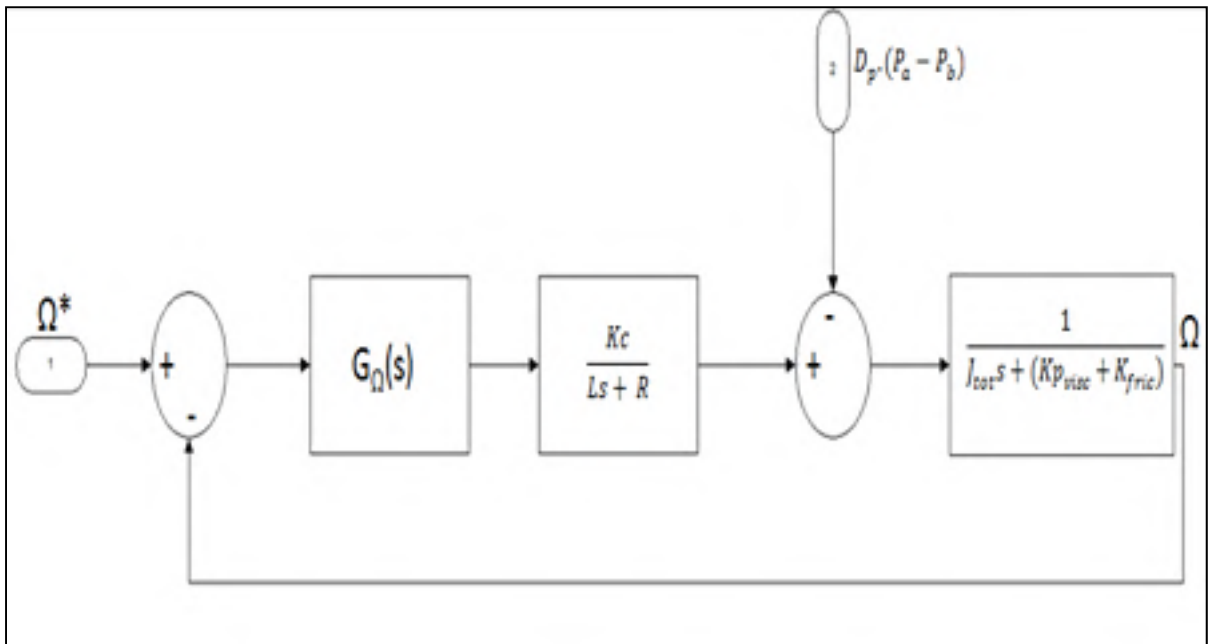 2
D_p.(P_a − P_b)
Ω*
1
+
-
G_Ω(s)
Kc
Ls + R
-
+
1
J_tot s + (Kp_visc + K_fric)
Ω